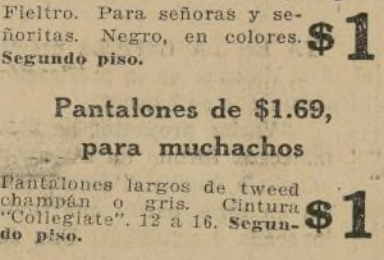 Fieltro. Para señoras y se-
ñoritas. Negro, en colores.
Segundo piso.
$1
Pantalones de $1.69,
para muchachos
Pantalones largos de tweed
champán o gris. Cintura
"Collegiate". 12 a 16. Segun-
do piso.
$1